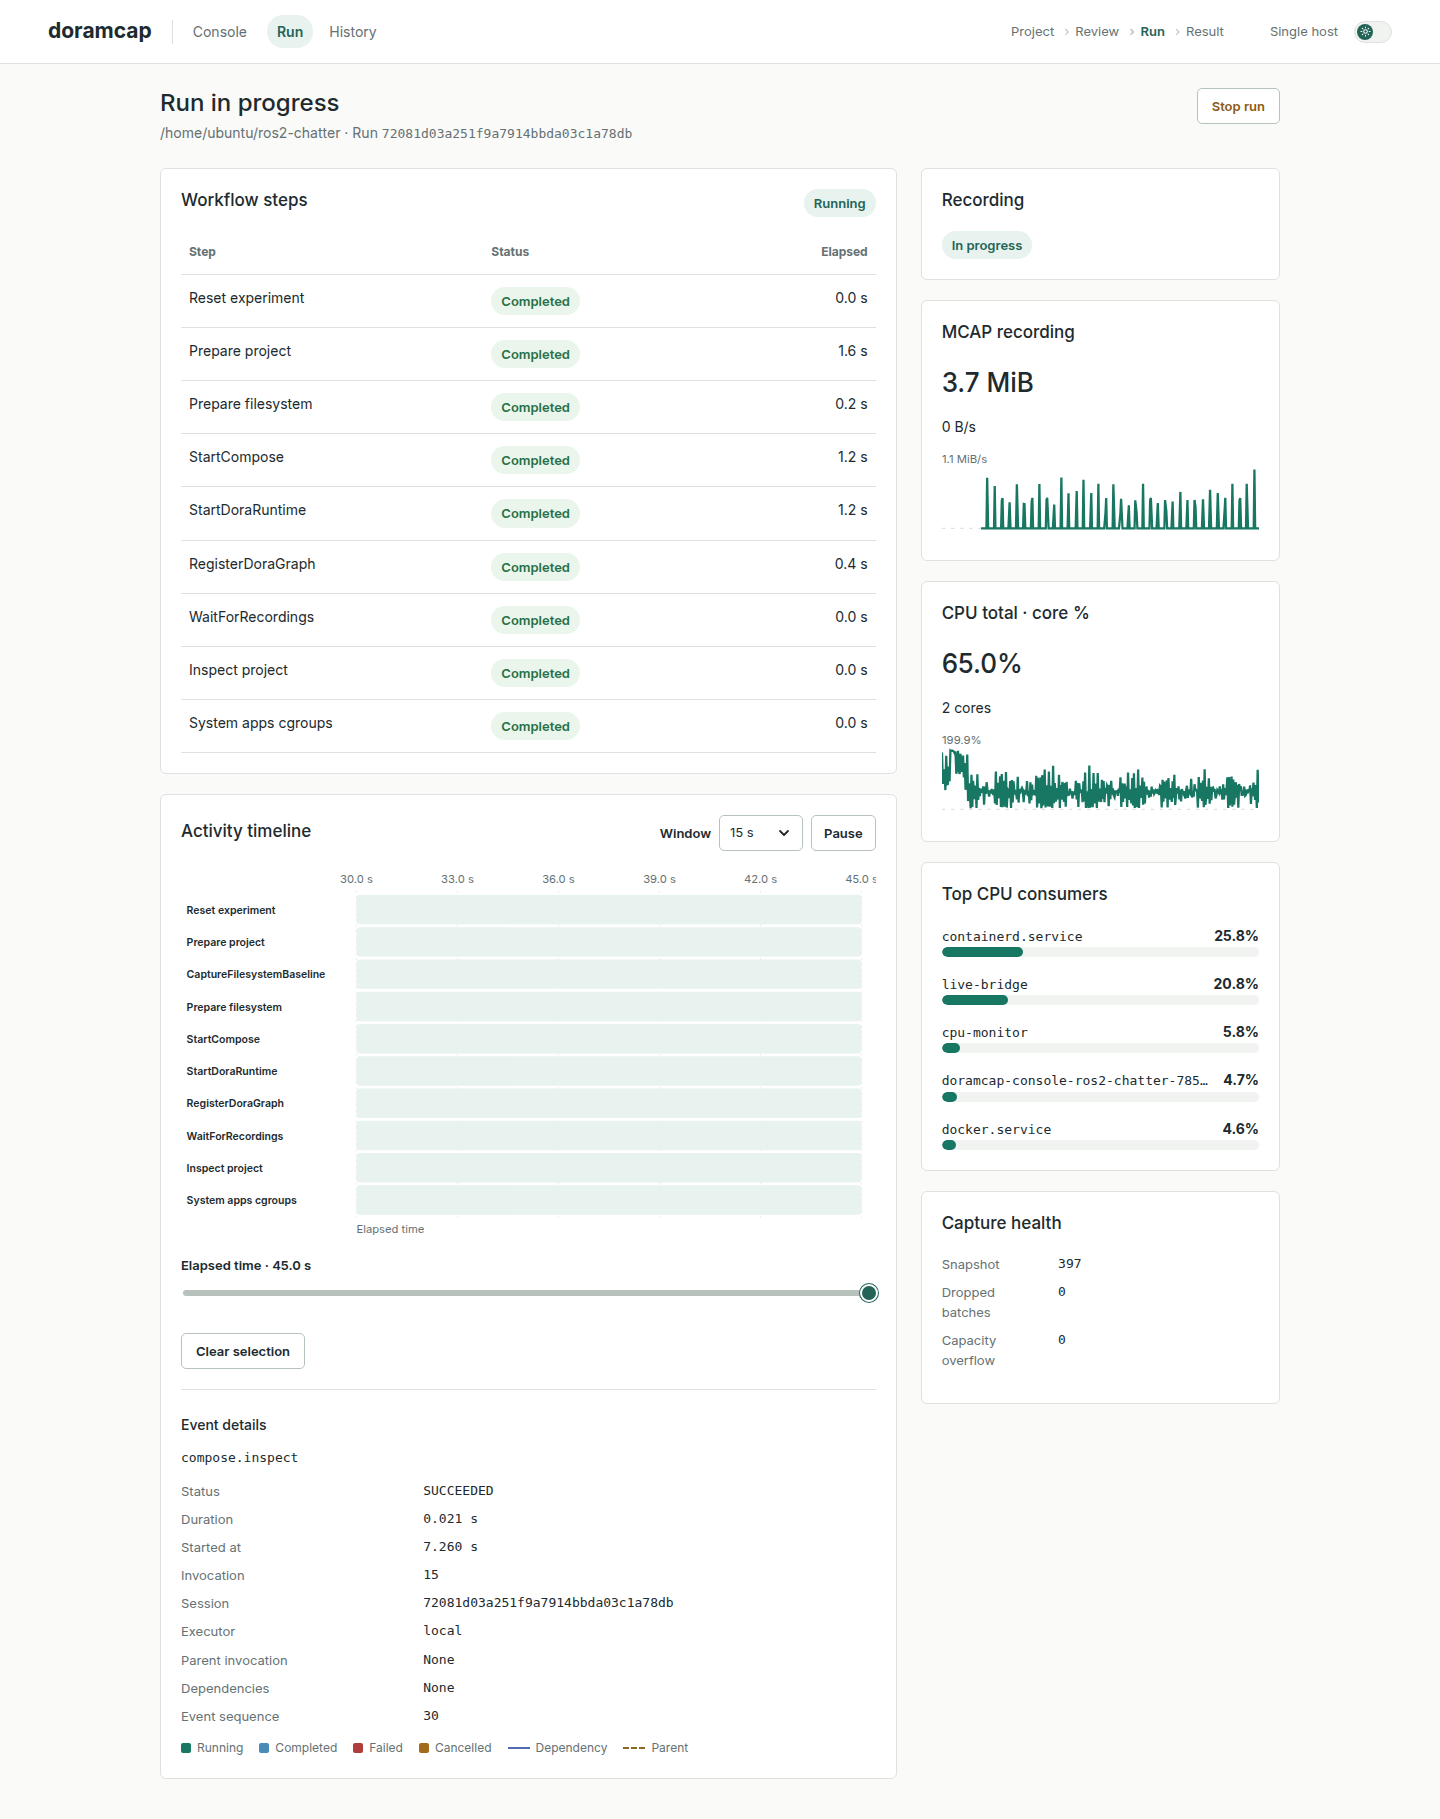 doramcap
Console
Run
History
Project › Review › Run › Result
Single host
Run in progress
/home/ubuntu/ros2-chatter · Run 72081d03a251f9a7914bbda03c1a78db
Stop run
Workflow steps
Running
Step Status Elapsed
Reset experiment Completed 0.0 s
Prepare project Completed 1.6 s
Prepare filesystem Completed 0.2 s
StartCompose Completed 1.2 s
StartDoraRuntime Completed 1.2 s
RegisterDoraGraph Completed 0.4 s
WaitForRecordings Completed 0.0 s
Inspect project Completed 0.0 s
System apps cgroups Completed 0.0 s
Activity timeline
Window 15 s Pause
30.0 s 33.0 s 36.0 s 39.0 s 42.0 s 45.0 s
Reset experiment
Prepare project
CaptureFilesystemBaseline
Prepare filesystem
StartCompose
StartDoraRuntime
RegisterDoraGraph
WaitForRecordings
Inspect project
System apps cgroups
Elapsed time
Elapsed time · 45.0 s
Clear selection
Event details
compose.inspect
Status SUCCEEDED
Duration 0.021 s
Started at 7.260 s
Invocation 15
Session 72081d03a251f9a7914bbda03c1a78db
Executor local
Parent invocation None
Dependencies None
Event sequence 30
Running Completed Failed Cancelled Dependency Parent
Recording
In progress
MCAP recording
3.7 MiB
0 B/s
1.1 MiB/s
CPU total · core %
65.0%
2 cores
199.9%
Top CPU consumers
containerd.service 25.8%
live-bridge 20.8%
cpu-monitor 5.8%
doramcap-console-ros2-chatter-785… 4.7%
docker.service 4.6%
Capture health
Snapshot 397
Dropped 0
batches
Capacity 0
overflow